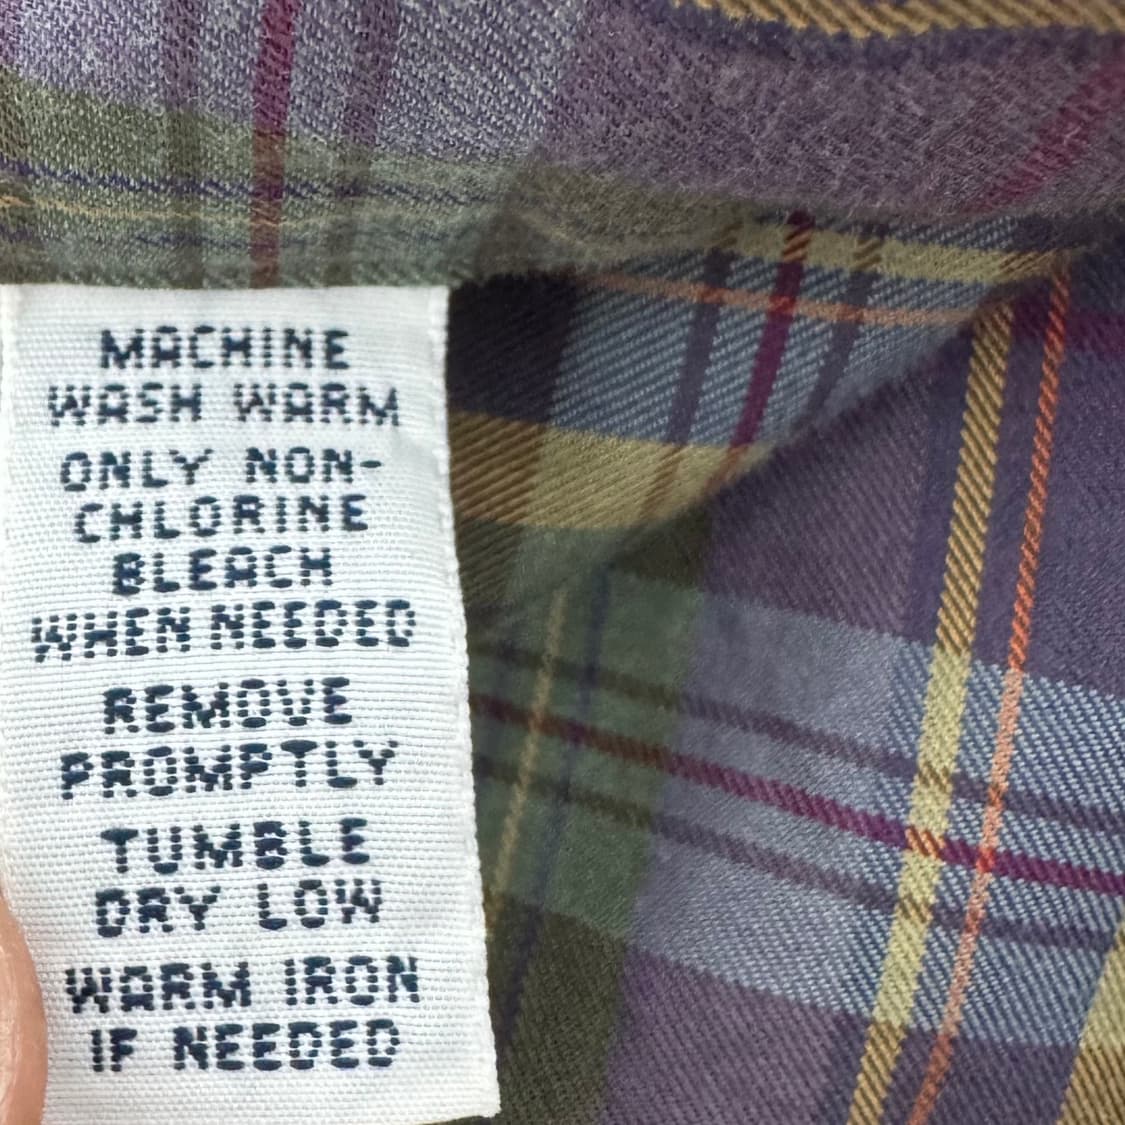 MACHINE
WASH WARM
ONLY NON-
CHLORINE
BLEACH
WHEN NEEDED
REMOVE
PROMPTLY
TUMBLE
DRY LOW
WARM IRON
IF NEEDED